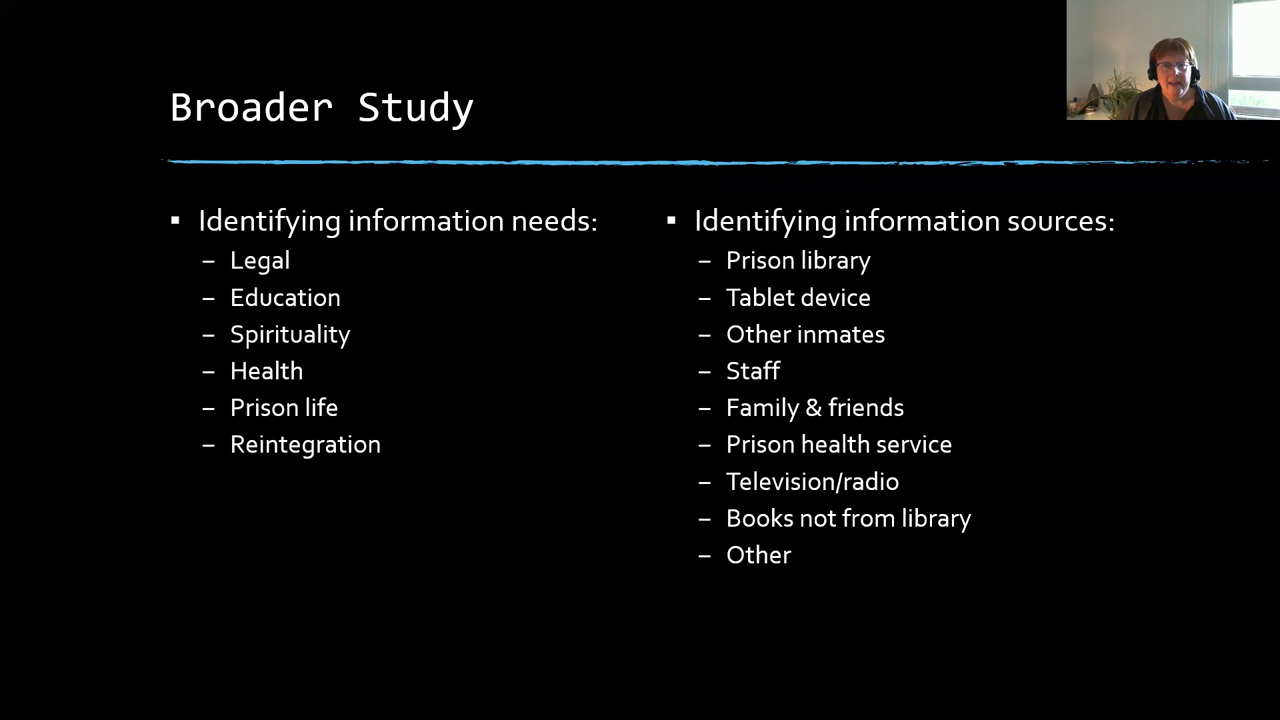 Broader Study
▪ Identifying information needs:
– Legal
– Education
– Spirituality
– Health
– Prison life
– Reintegration
▪ Identifying information sources:
– Prison library
– Tablet device
– Other inmates
– Staff
– Family & friends
– Prison health service
– Television/radio
– Books not from library
– Other